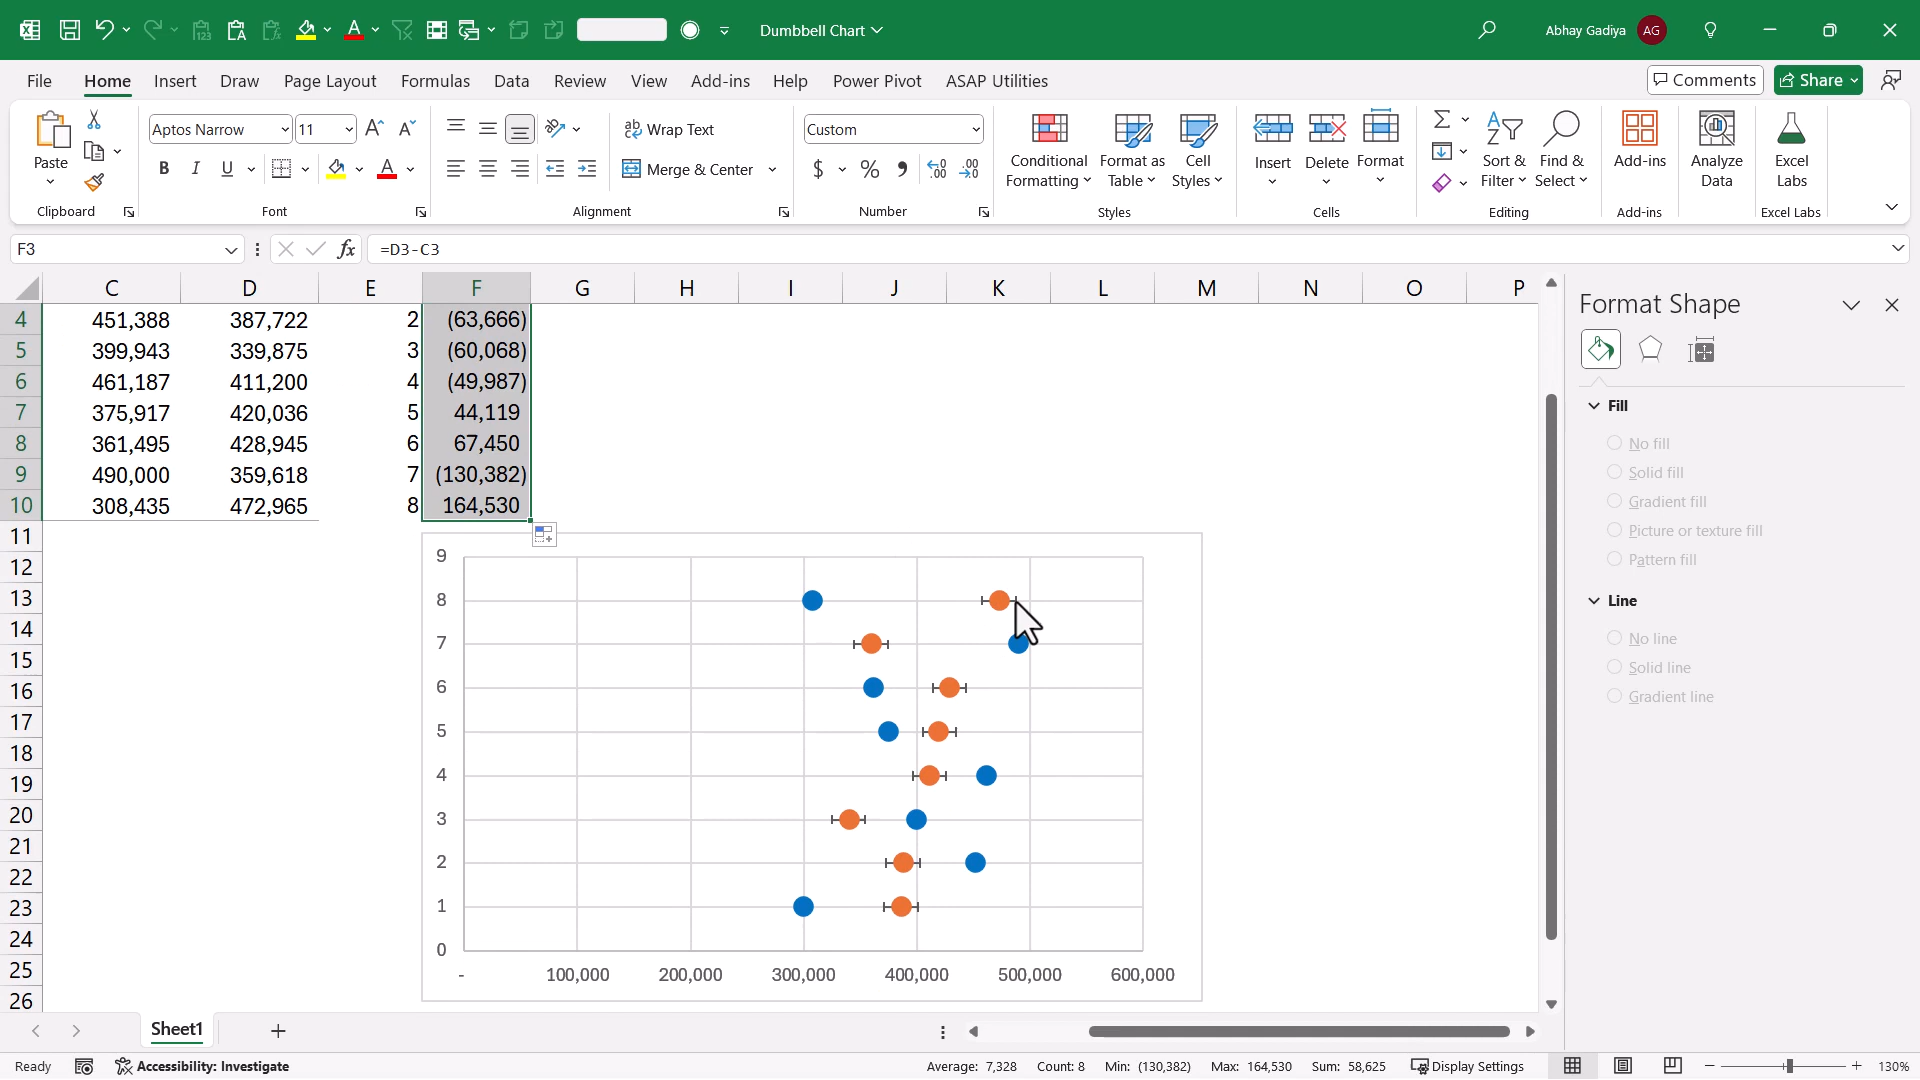 Dumbbell Chart
Abhay Gadiya AG
File Home Insert Draw Page Layout Formulas Data Review View Add-ins Help Power Pivot ASAP Utilities
Comments Share
Paste
Clipboard
Aptos Narrow 11
B I U
Font
Wrap Text
Merge & Center
Alignment
Custom
$ %
Number
Conditional Formatting
Format as Table
Cell Styles
Styles
Insert Delete Format
Cells
Sort & Filter
Find & Select
Editing
Add-ins
Add-ins
Analyze Data
Excel Labs
Excel Labs
F3 fx =D3-C3
C D E F G H I J K L M N O P
4 451,388 387,722 2 (63,666)
5 399,943 339,875 3 (60,068)
6 461,187 411,200 4 (49,987)
7 375,917 420,036 5 44,119
8 361,495 428,945 6 67,450
9 490,000 359,618 7 (130,382)
10 308,435 472,965 8 164,530
11
12
13
14
15
16
17
18
19
20
21
22
23
24
25
26
9
8
7
6
5
4
3
2
1
0
- 100,000 200,000 300,000 400,000 500,000 600,000
Format Shape
Fill
No fill
Solid fill
Gradient fill
Picture or texture fill
Pattern fill
Line
No line
Solid line
Gradient line
Sheet1
Ready Accessibility: Investigate Average: 7,328 Count: 8 Min: (130,382) Max: 164,530 Sum: 58,625 Display Settings 130%